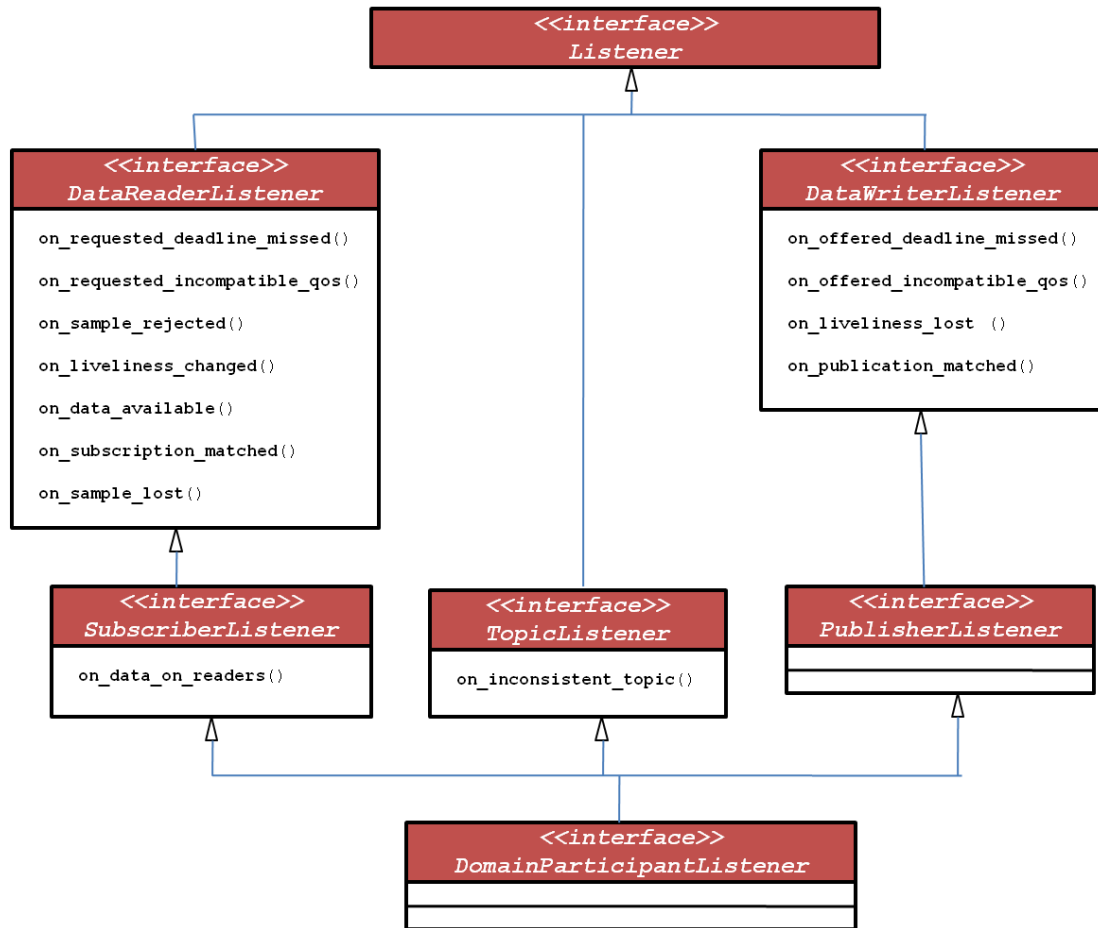 <<interface>>
Listener
<<interface>>
DataReaderListener
on_requested_deadline_missed()
on_requested_incompatible_qos()
on_sample_rejected()
on_liveliness_changed()
on_data_available()
on_subscription_matched()
on_sample_lost()
<<interface>>
DataWriterListener
on_offered_deadline_missed()
on_offered_incompatible_qos()
on_liveliness_lost ()
on_publication_matched()
<<interface>>
SubscriberListener
on_data_on_readers()
<<interface>>
TopicListener
on_inconsistent_topic()
<<interface>>
PublisherListener
<<interface>>
DomainParticipantListener